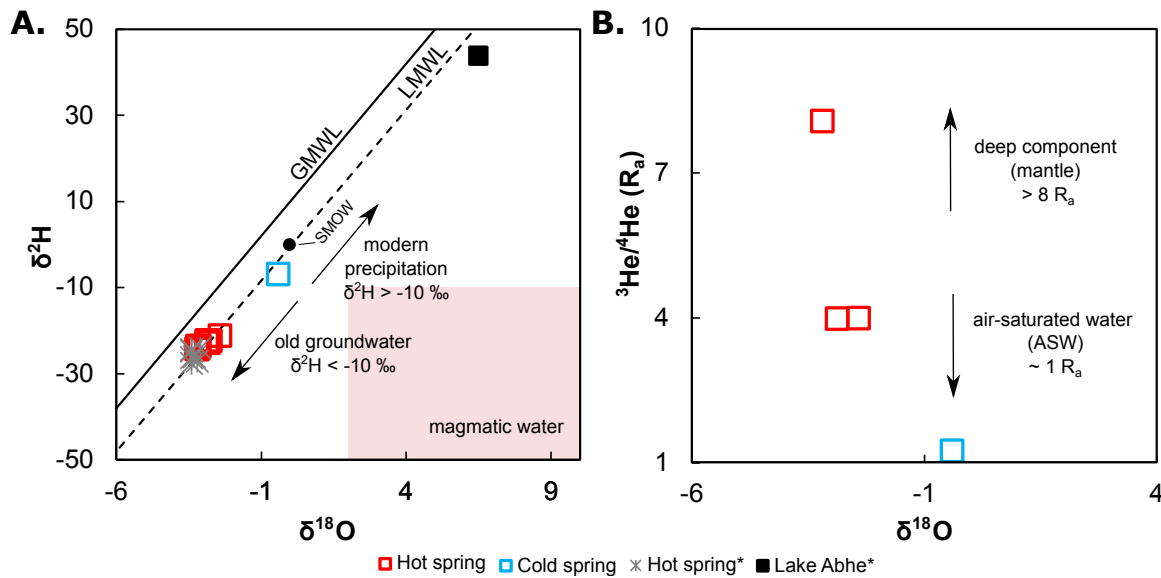 A.
50
30
10
-10
-30
-50
δ²H
-6
-1
4
9
δ¹⁸O
GMWL
LMWL
SMOW
modern
precipitation
δ²H > -10 ‰
old groundwater
δ²H < -10 ‰
magmatic water
B.
10
7
4
1
³He/⁴He (Rₐ)
-6
-1
4
δ¹⁸O
deep component
(mantle)
> 8 Rₐ
air-saturated water
(ASW)
~ 1 Rₐ
Hot spring Cold spring Hot spring* Lake Abhe*